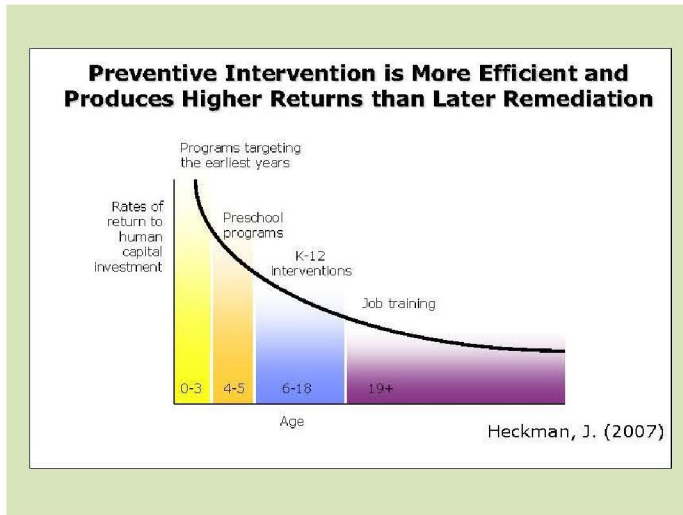 Preventive Intervention is More Efficient and
Produces Higher Returns than Later Remediation
Programs targeting
the earliest years
Rates of
return to
human
capital
investment
Preschool
programs
K-12
interventions
Job training
0-3
4-5
6-18
19+
Age
Heckman, J. (2007)